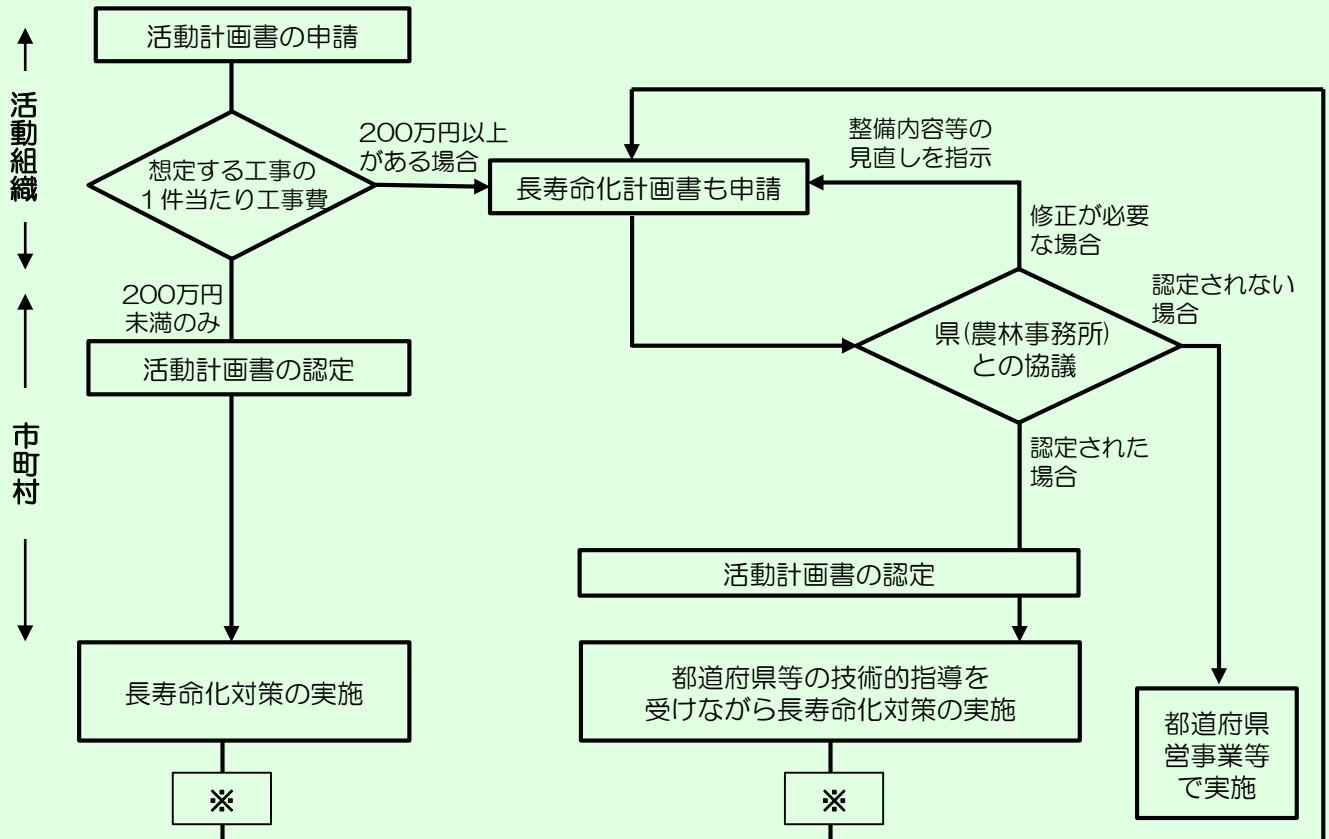 活動計画書の申請
活動組織
想定する工事の
1件当たり工事費
200万円以上
がある場合
長寿命化計画書も申請
整備内容等の
見直しを指示
修正が必要
な場合
200万円
未満のみ
県(農林事務所)
との協議
認定されない
場合
活動計画書の認定
市町村
認定された
場合
活動計画書の認定
長寿命化対策の実施
都道府県等の技術的指導を
受けながら長寿命化対策の実施
都道府県
営事業等
で実施
※
※